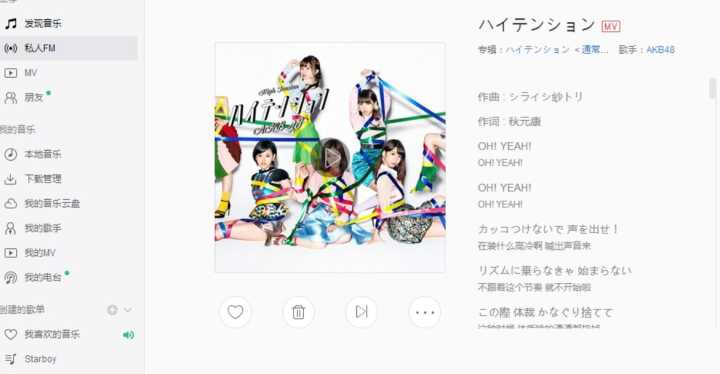 发现音乐
私人FM
MV
朋友
我的音乐
本地音乐
下载管理
我的音乐云盘
我的歌手
我的MV
我的电台
创建的歌单
我喜欢的音乐
Starboy
High Tension
ハイテンション
AKB48
ハイテンション MV
专辑：ハイテンション ＜通常... 歌手：AKB48
作曲 : シライシ紗トリ
作词 : 秋元康
OH! YEAH!
OH! YEAH!
OH! YEAH!
OH! YEAH!
カッコつけないで 声を出せ！
在装什么高冷啊 喊出声音来
リズムに乗らなきゃ 始まらない
不跟着这个节奏 就不开始啦
この際 体裁 かなぐり捨てて